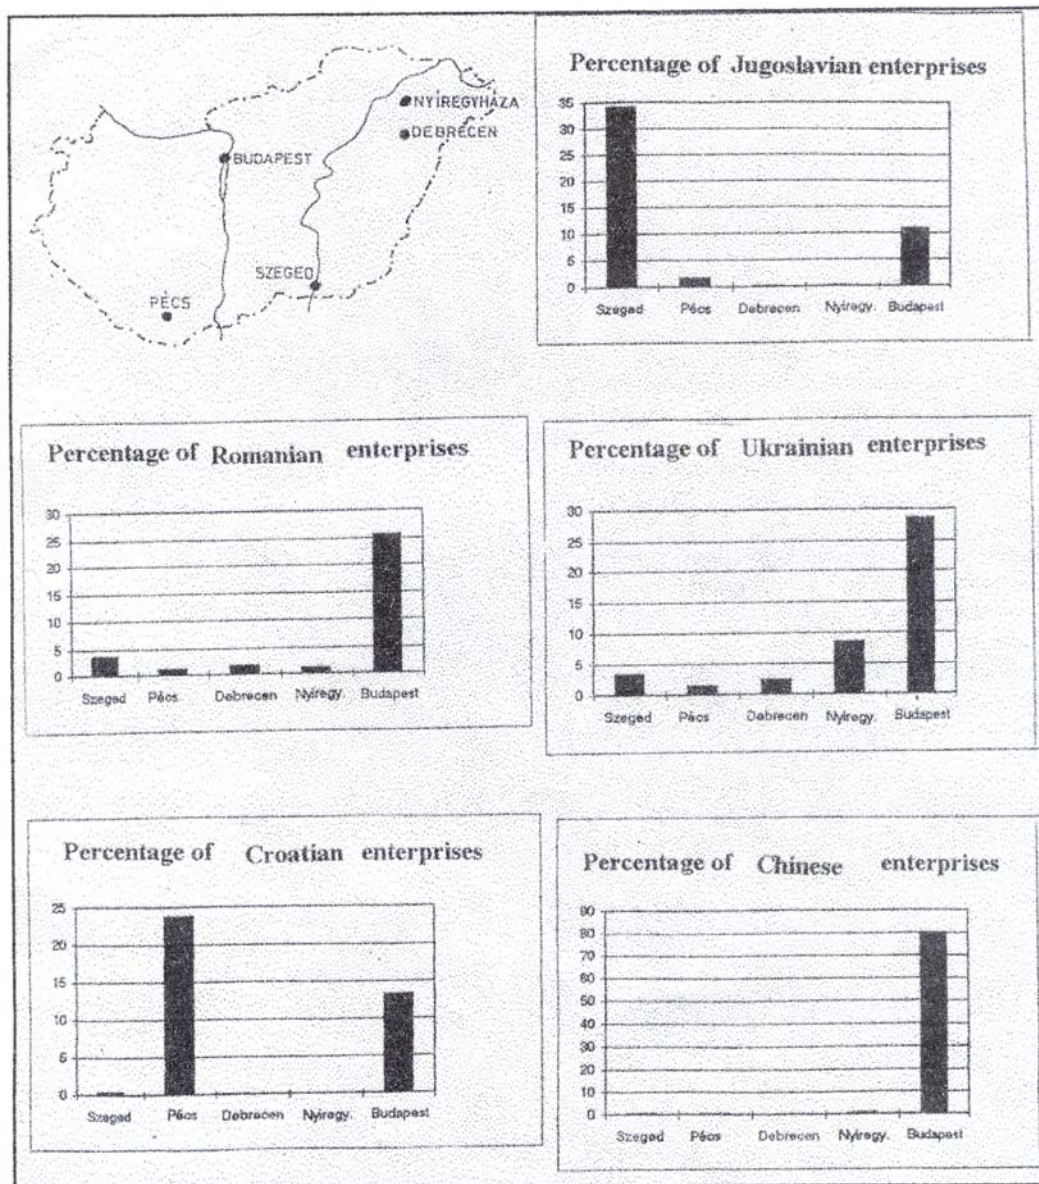 NYÍREGYHÁZA
DEBRECEN
BUDAPEST
SZEGED
PÉCS
Percentage of Jugoslavian enterprises
35
30
25
20
15
10
5
0
Szeged Pécs Debrecen Nyíregy. Budapest
Percentage of Romanian enterprises
30
25
20
15
10
5
0
Szeged Pécs Debrecen Nyíregy. Budapest
Percentage of Ukrainian enterprises
30
25
20
15
10
5
0
Szeged Pécs Debrecen Nyíregy. Budapest
Percentage of Croatian enterprises
25
20
15
10
5
0
Szeged Pécs Debrecen Nyíregy. Budapest
Percentage of Chinese enterprises
90
80
70
60
50
40
30
20
10
0
Szeged Pécs Debrecen Nyíregy. Budapest